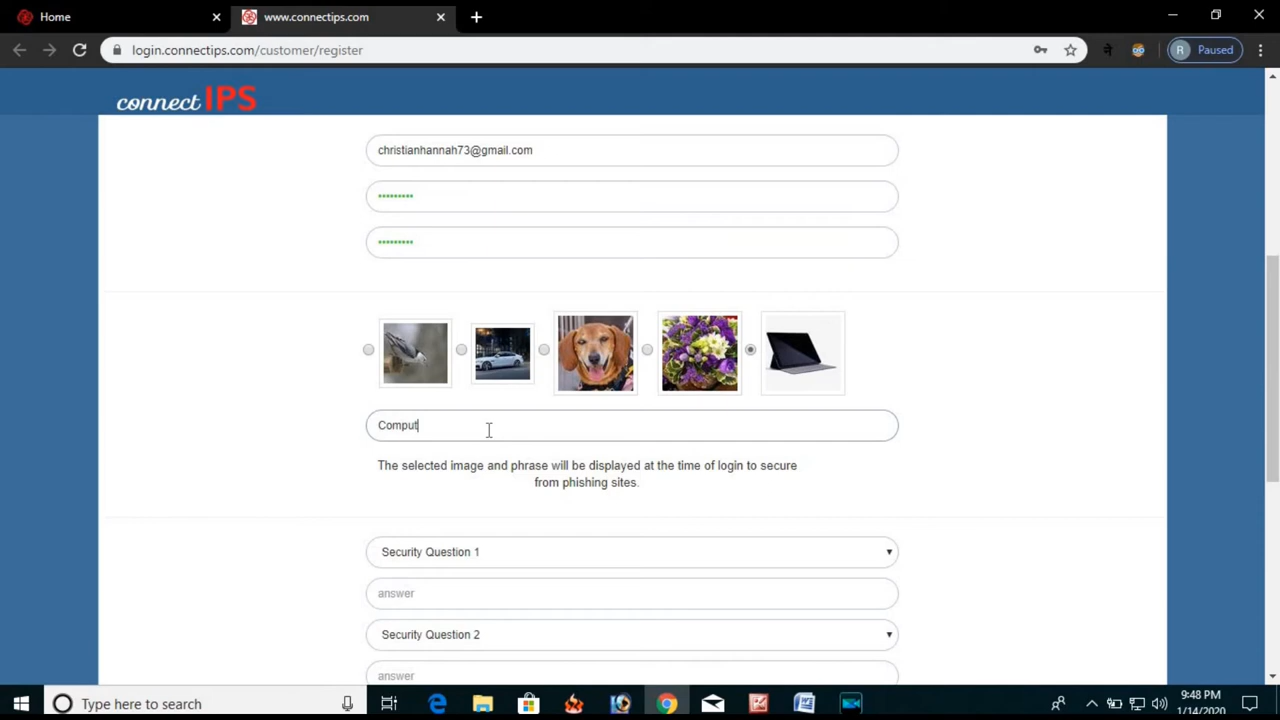 Home
www.connectips.com
login.connectips.com/customer/register
R Paused
connectIPS
christianhannah73@gmail.com
•••••••••
•••••••••
Comput
The selected image and phrase will be displayed at the time of login to secure
from phishing sites.
Security Question 1
answer
Security Question 2
answer
Type here to search
9:48 PM
1/14/2020